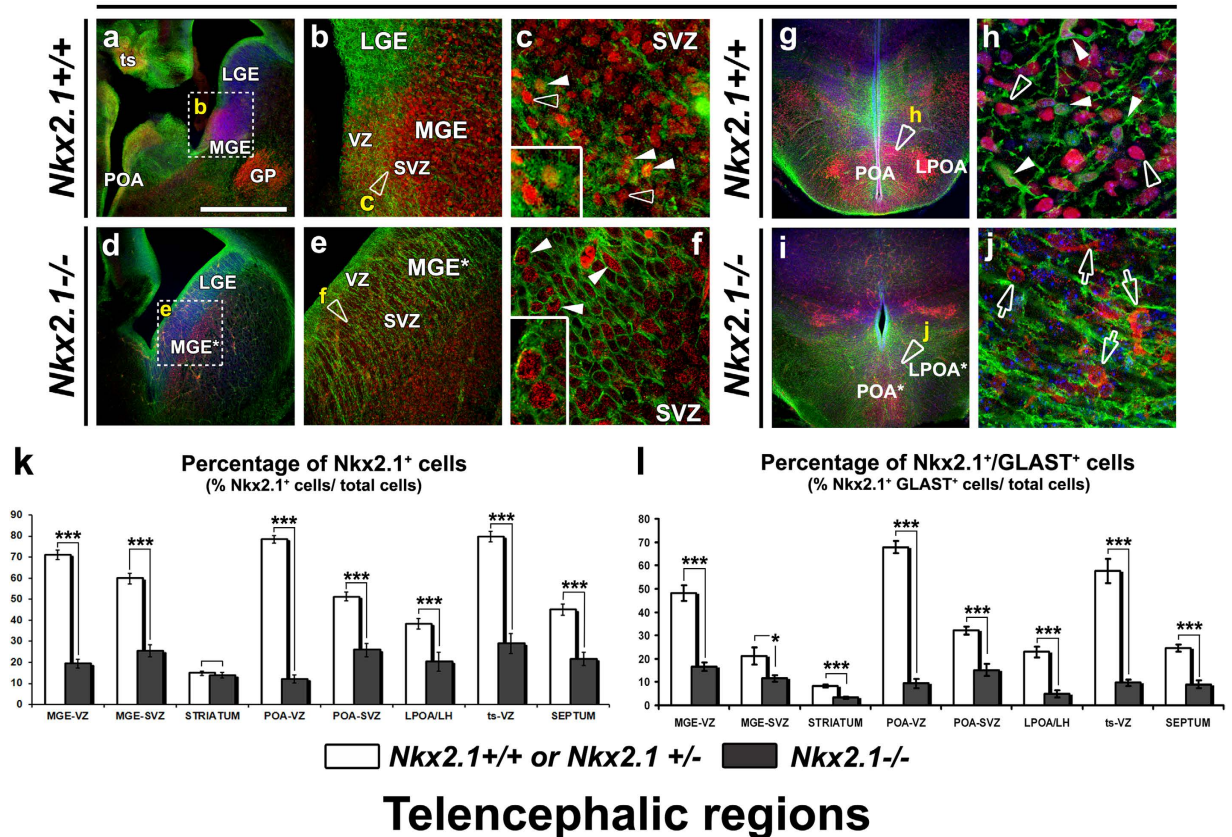 Nkx2.1+/+
a
ts
LGE
b
MGE
POA
GP
b
LGE
VZ
MGE
SVZ
c
c
SVZ
Nkx2.1+/+
g
h
POA
LPOA
h
Nkx2.1-/-
d
LGE
e
MGE*
e
VZ
MGE*
f
SVZ
f
SVZ
Nkx2.1-/-
i
j
LPOA*
POA*
j
k
Percentage of Nkx2.1⁺ cells
(% Nkx2.1⁺ cells/ total cells)
90
80
70
60
50
40
30
20
10
0
***
***
***
***
***
***
***
MGE-VZ MGE-SVZ STRIATUM POA-VZ POA-SVZ LPOA/LH ts-VZ SEPTUM
l
Percentage of Nkx2.1⁺/GLAST⁺ cells
(% Nkx2.1⁺ GLAST⁺ cells/ total cells)
80
70
60
50
40
30
20
10
0
***
*
***
***
***
***
***
***
MGE-VZ MGE-SVZ STRIATUM POA-VZ POA-SVZ LPOA/LH ts-VZ SEPTUM
Nkx2.1+/+ or Nkx2.1 +/- Nkx2.1-/-
Telencephalic regions